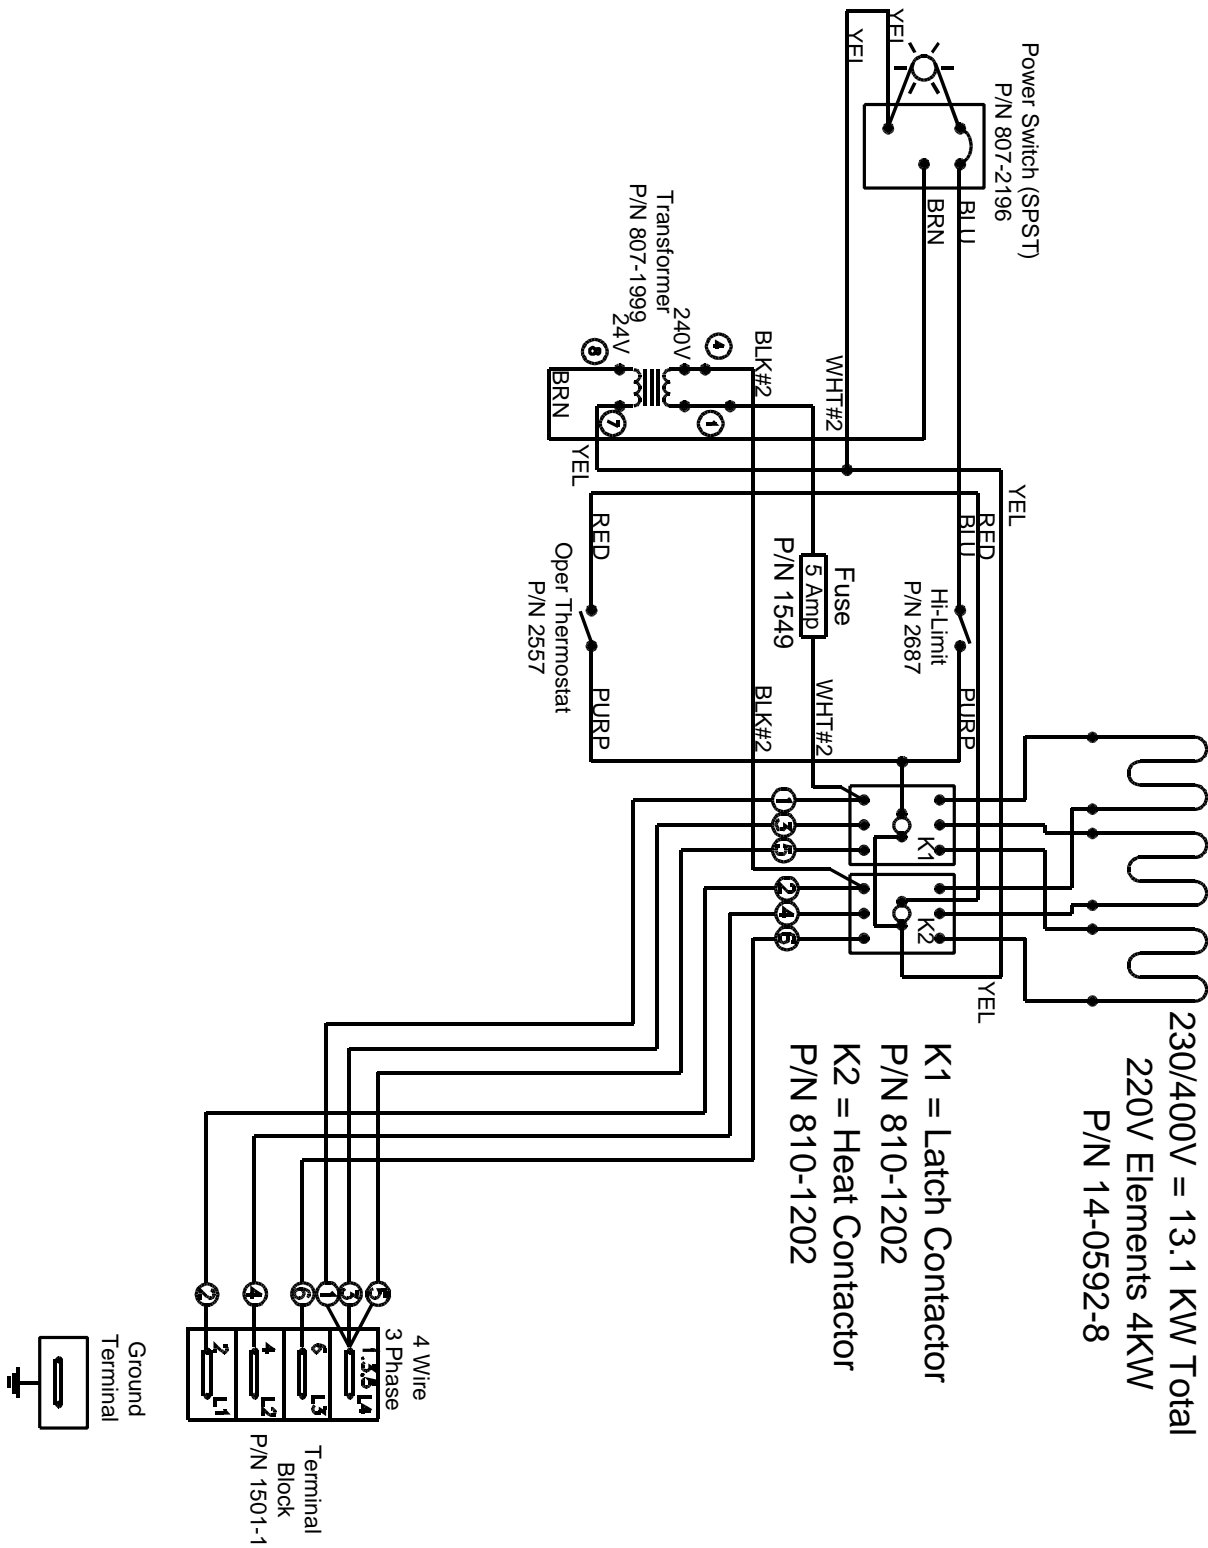 Power Switch (SPST)
P/N 807-2196
YEL
YEL
BLU
BRN
Transformer
P/N 807-1999
240V
24V
4
1
8
7
BLK#2
WHT#2
BRN
YEL
YEL
RED
BLU
RED
Hi-Limit
P/N 2687
Fuse
5 Amp
P/N 1549
Oper Thermostat
P/N 2557
PURP
WHT#2
BLK#2
PURP
K1
K2
1
3
5
2
4
6
YEL
230/400V = 13.1 KW Total
220V Elements 4KW
P/N 14-0592-8
K1 = Latch Contactor
P/N 810-1202
K2 = Heat Contactor
P/N 810-1202
5
3
1
6
4
2
4 Wire
3 Phase
1.3.5 L4
6 L3
4 L2
2 L1
Terminal
Block
P/N 1501-1
Ground
Terminal